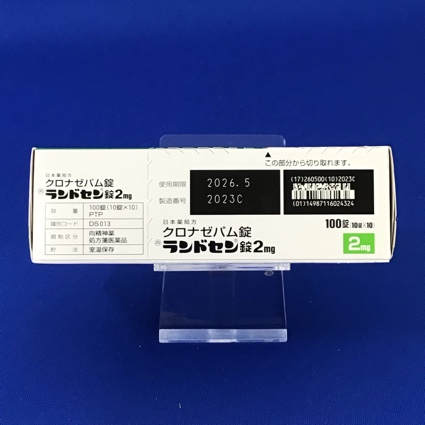 日本薬局方
クロナゼパム錠
ランドセン錠2mg
容量 100錠(10錠×10) PTP
識別コード DS013
規制区分 向精神薬 処方箋医薬品
貯法 室温保存
▲
この部分から切り取れます。
使用期限 2026.5
製造番号 2023C
(17)260500(10)2023C
(01)14987116024324
日本薬局方
クロナゼパム錠
®ランドセン錠2mg
100錠(10錠×10)
2mg